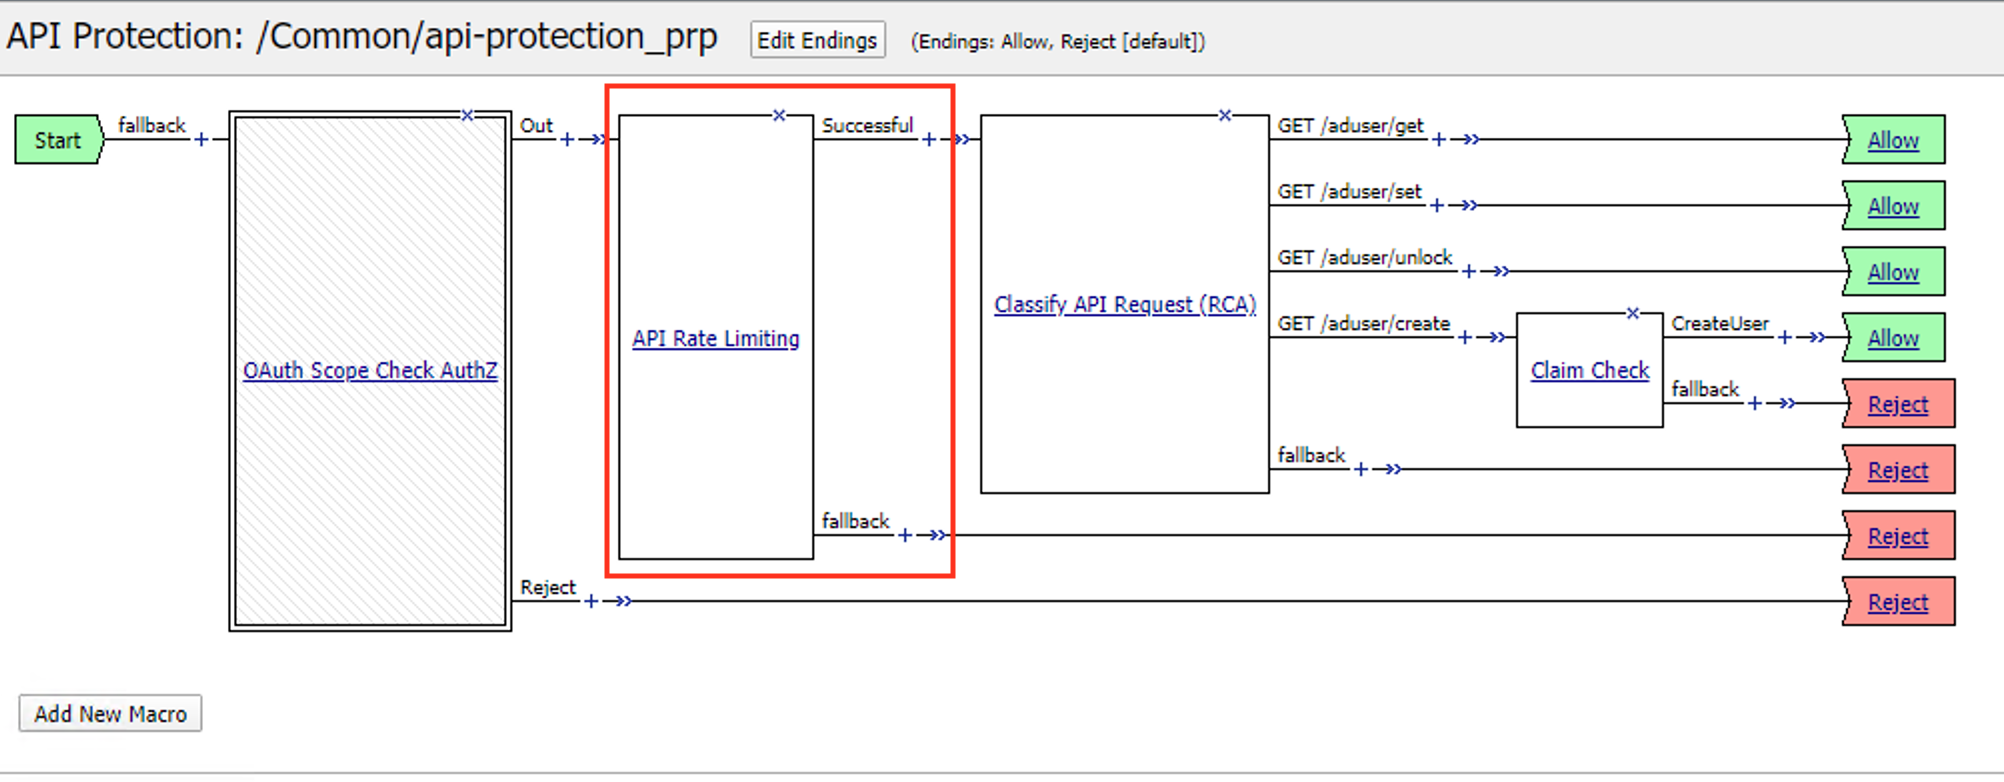 API Protection: /Common/api-protection_prp Edit Endings (Endings: Allow, Reject [default])
Start fallback + Out + Successful + GET /aduser/get + Allow
GET /aduser/set + Allow
GET /aduser/unlock + Allow
Classify API Request (RCA)
GET /aduser/create + CreateUser + Allow
API Rate Limiting
OAuth Scope Check AuthZ
Claim Check
fallback + Reject
fallback + Reject
fallback + Reject
Reject + Reject
Add New Macro